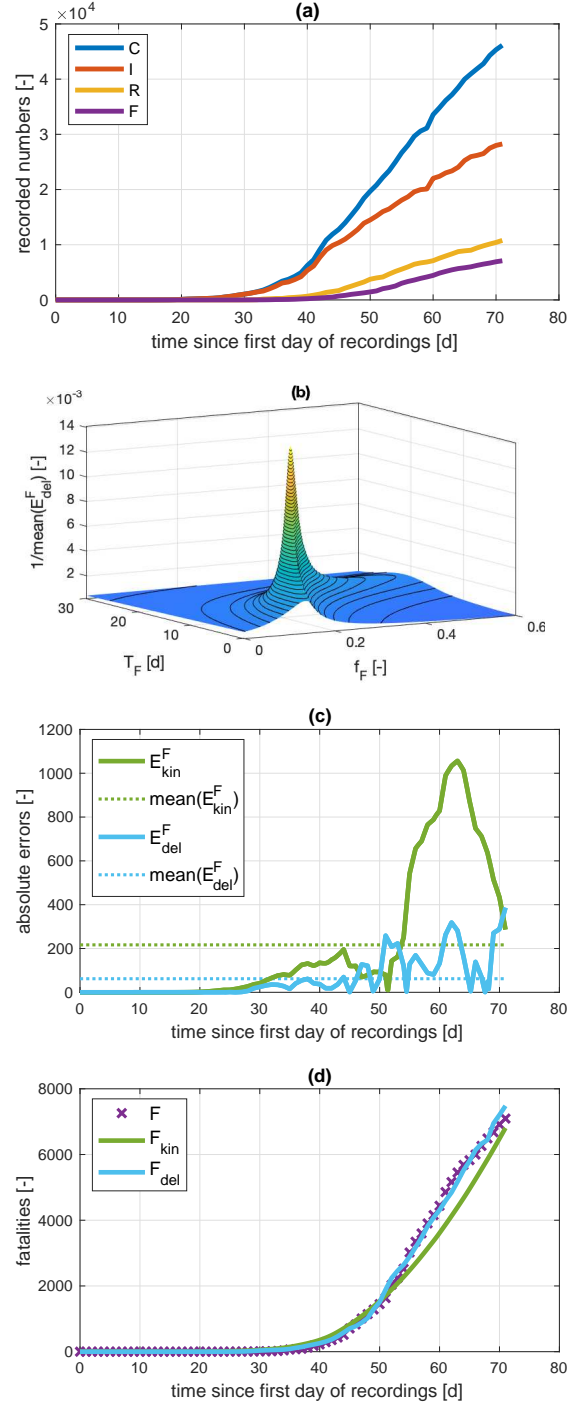 (a)
×10^4
5
4
3
2
1
0
recorded numbers [-]
C
I
R
F
0 10 20 30 40 50 60 70 80
time since first day of recordings [d]
(b)
×10^-3
14
12
10
8
6
4
2
1/mean(E^F_del) [-]
30
20
10
0
T_F [d]
0
0.2
0.4
0.6
f_F [-]
(c)
1200
1000
800
600
400
200
0
absolute errors [-]
E^F_kin
mean(E^F_kin)
E^F_del
mean(E^F_del)
0 10 20 30 40 50 60 70 80
time since first day of recordings [d]
(d)
8000
6000
4000
2000
0
fatalities [-]
F
F_kin
F_del
0 10 20 30 40 50 60 70 80
time since first day of recordings [d]